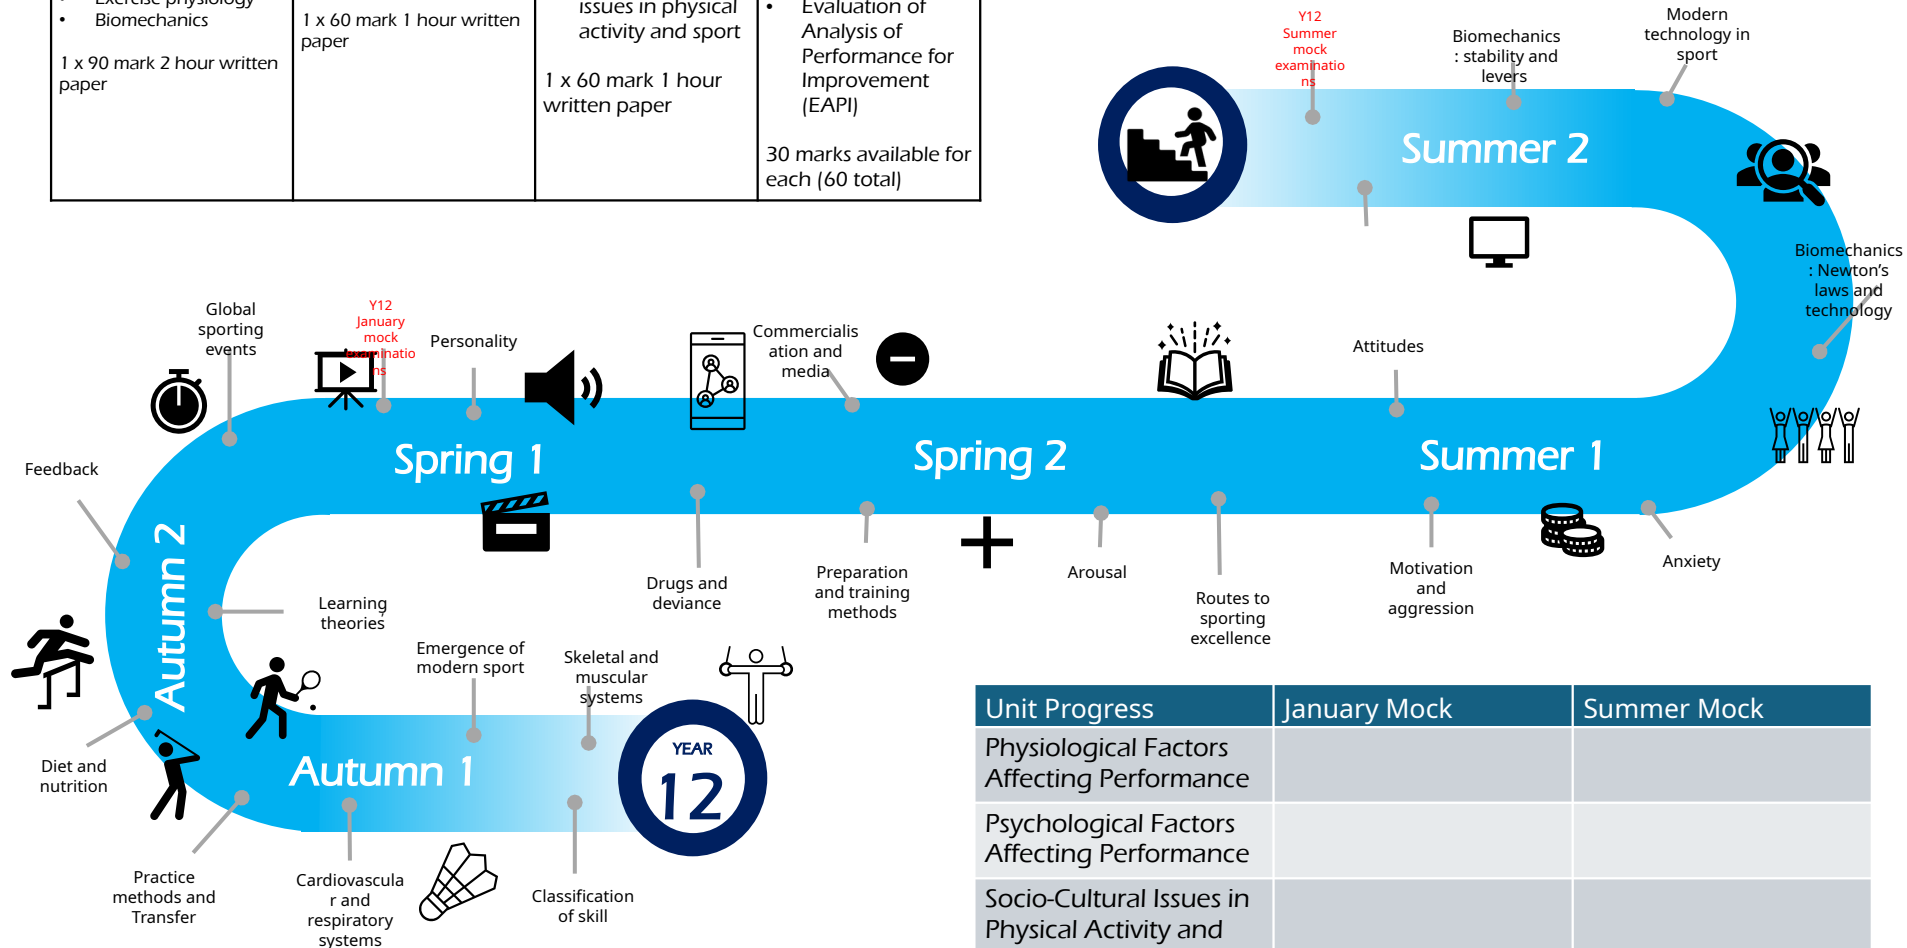 Exercise physiology
• Biomechanics
1 x 90 mark 2 hour written
paper
1 x 60 mark 1 hour written
paper
issues in physical
activity and sport
1 x 60 mark 1 hour
written paper
• Evaluation of
Analysis of
Performance for
Improvement
(EAPI)
30 marks available for
each (60 total)
Y12
Summer
mock
examinatio
ns
Biomechanics
: stability and
levers
Modern
technology in
sport
Summer 2
Biomechanics
: Newton's
laws and
technology
Global
sporting
events
Y12
January
mock
examinatio
ns
Personality
Commercialis
ation and
media
Attitudes
Spring 1
Spring 2
Summer 1
Feedback
Autumn 2
Learning
theories
Drugs and
deviance
Preparation
and training
methods
Arousal
Routes to
sporting
excellence
Motivation
and
aggression
Anxiety
Emergence of
modern sport
Skeletal and
muscular
systems
Diet and
nutrition
Autumn 1
YEAR
12
Practice
methods and
Transfer
Cardiovascula
r and
respiratory
systems
Classification
of skill
Unit Progress
January Mock
Summer Mock
Physiological Factors
Affecting Performance
Psychological Factors
Affecting Performance
Socio-Cultural Issues in
Physical Activity and